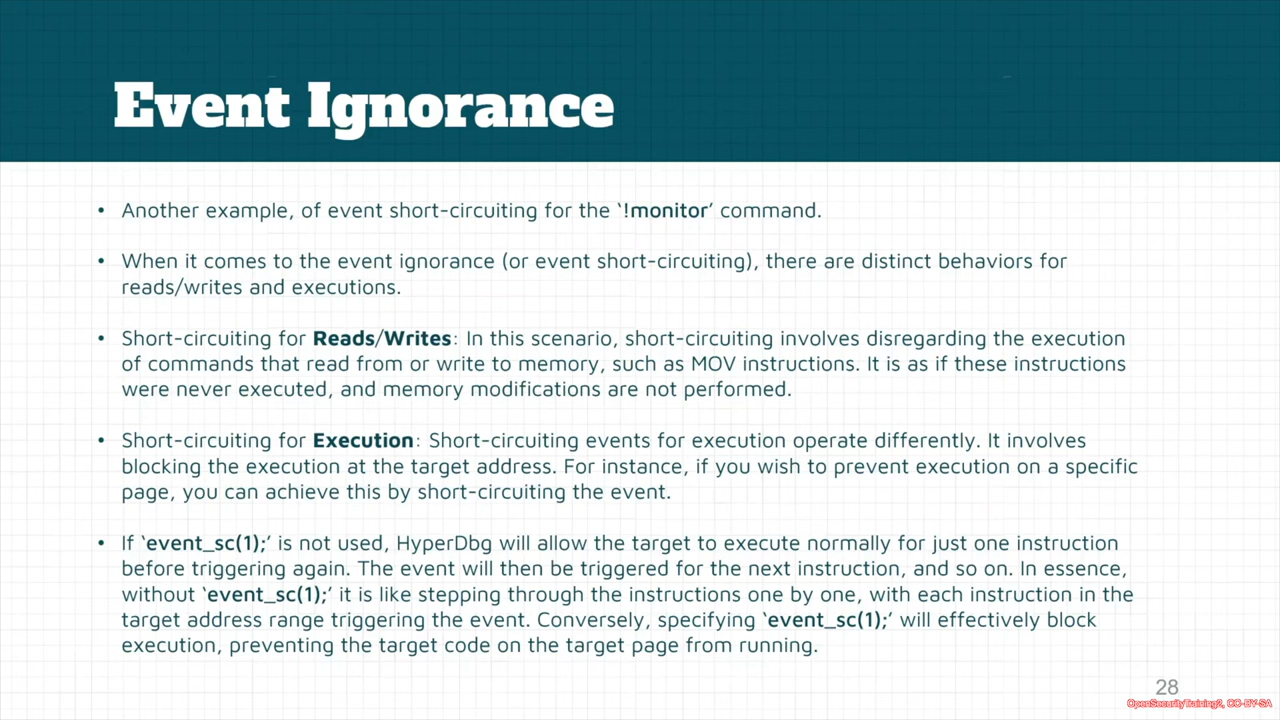 Event Ignorance
• Another example, of event short-circuiting for the ‘!monitor’ command.
• When it comes to the event ignorance (or event short-circuiting), there are distinct behaviors for
reads/writes and executions.
• Short-circuiting for Reads/Writes: In this scenario, short-circuiting involves disregarding the execution
of commands that read from or write to memory, such as MOV instructions. It is as if these instructions
were never executed, and memory modifications are not performed.
• Short-circuiting for Execution: Short-circuiting events for execution operate differently. It involves
blocking the execution at the target address. For instance, if you wish to prevent execution on a specific
page, you can achieve this by short-circuiting the event.
• If ‘event_sc(1);’ is not used, HyperDbg will allow the target to execute normally for just one instruction
before triggering again. The event will then be triggered for the next instruction, and so on. In essence,
without ‘event_sc(1);’ it is like stepping through the instructions one by one, with each instruction in the
target address range triggering the event. Conversely, specifying ‘event_sc(1);’ will effectively block
execution, preventing the target code on the target page from running.
28
OpenSecurityTraining2, CC-BY-SA